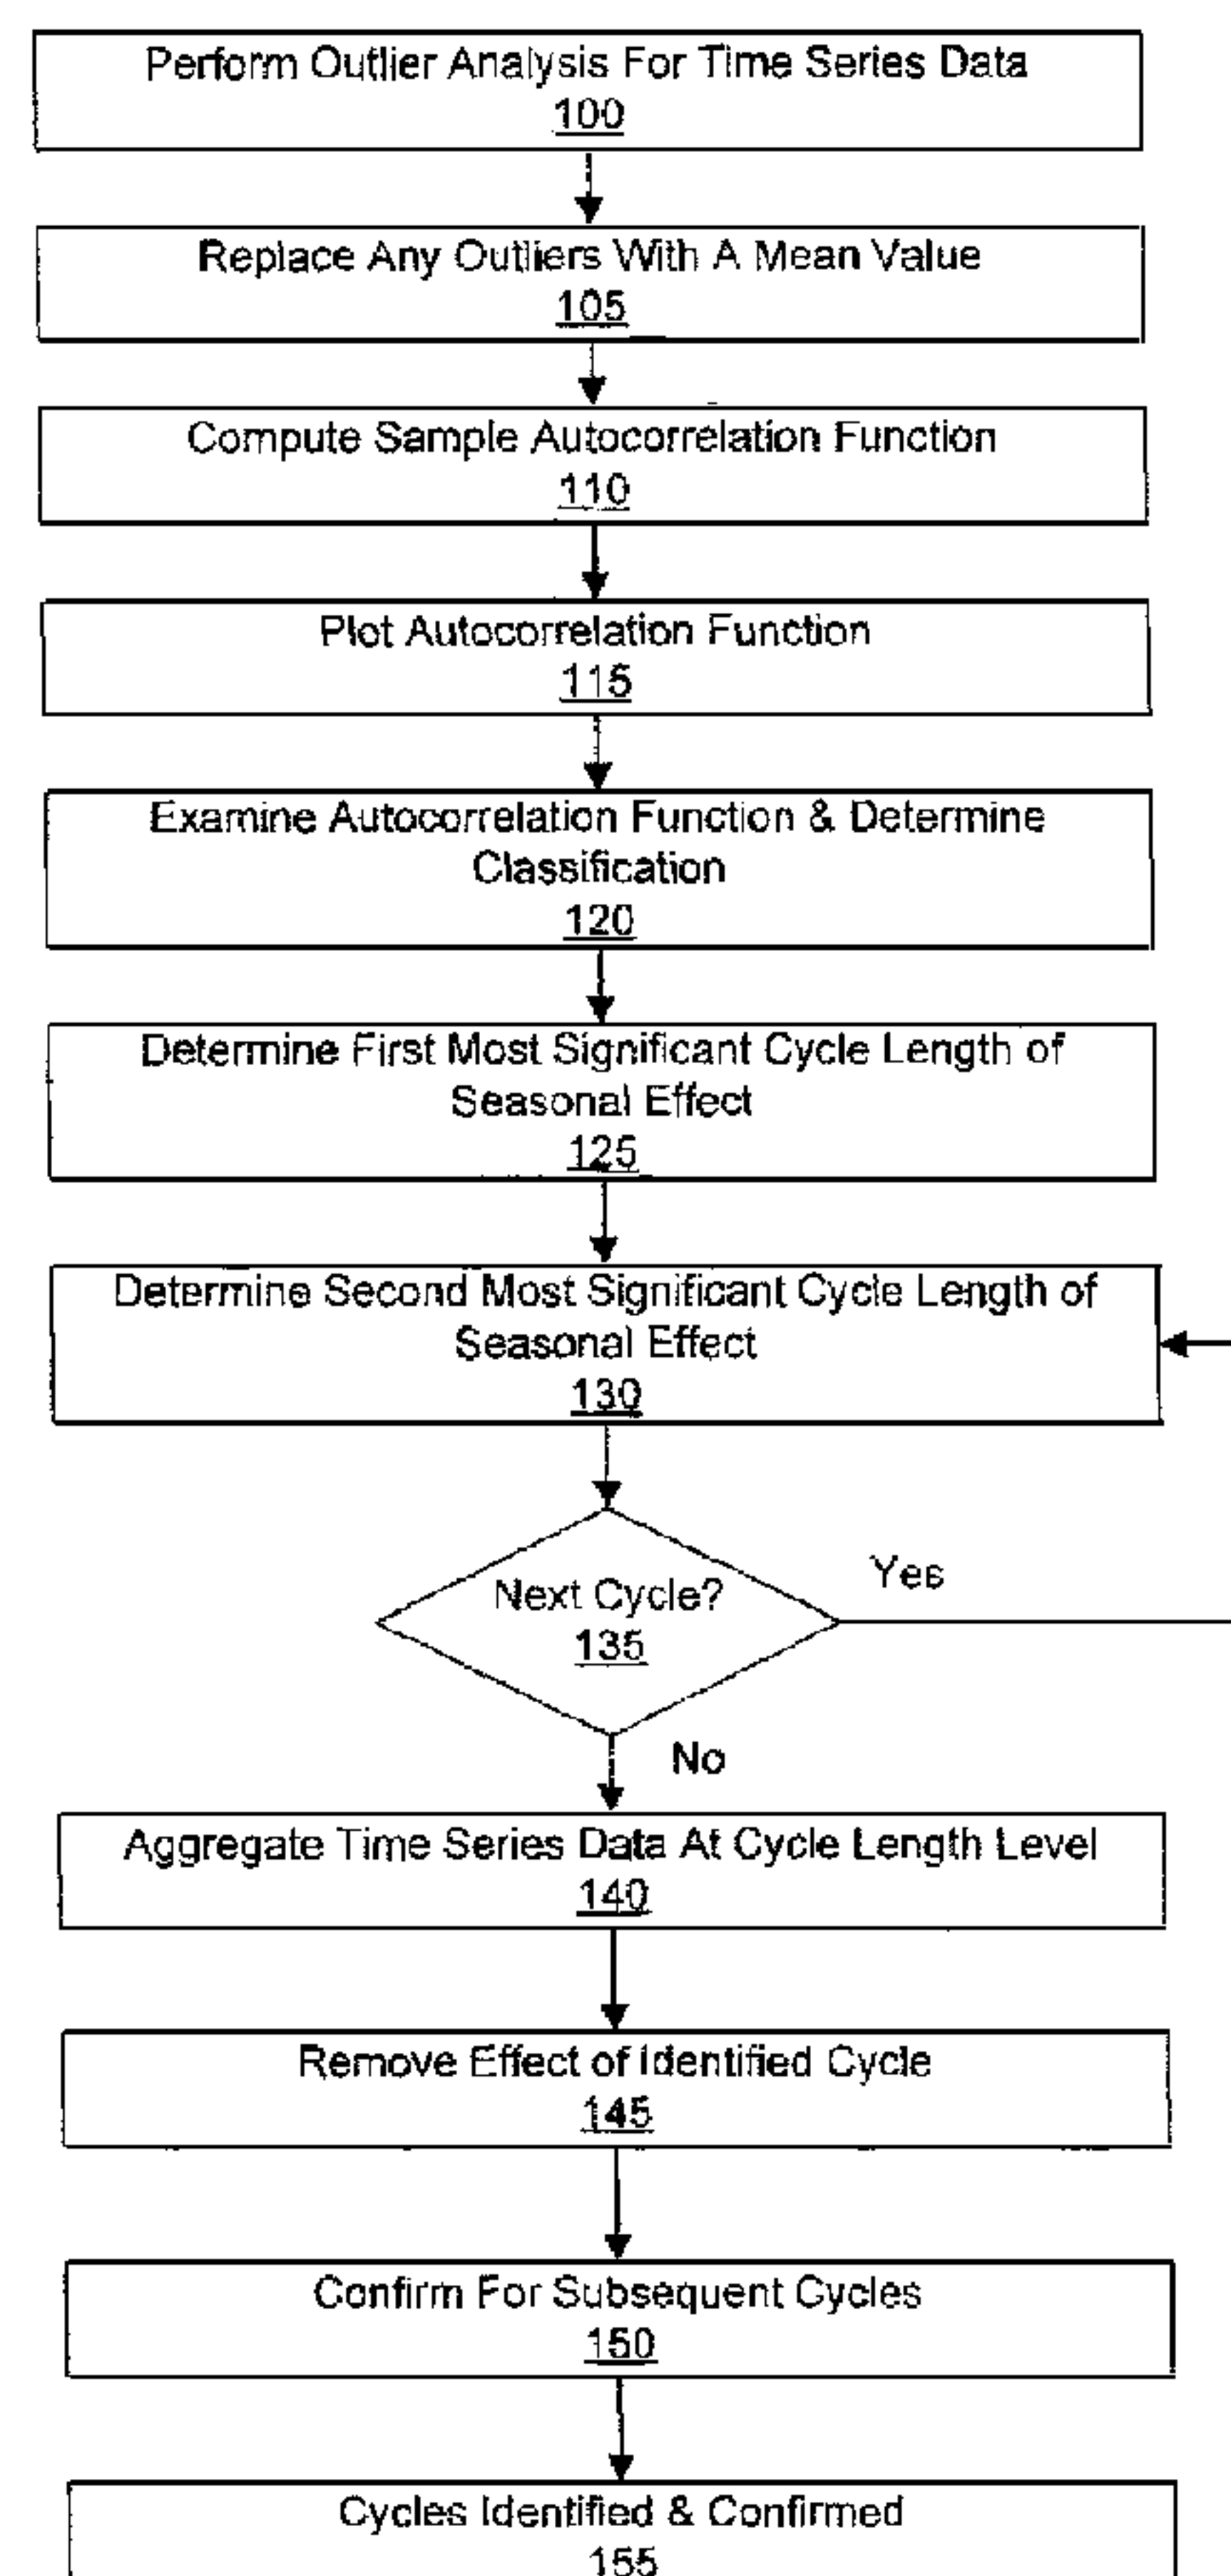 Perform Outlier Analysis For Time Series Data
100
Replace Any Outliers With A Mean Value
105
Compute Sample Autocorrelation Function
110
Plot Autocorrelation Function
115
Examine Autocorrelation Function & Determine
Classification
120
Determine First Most Significant Cycle Length of
Seasonal Effect
125
Determine Second Most Significant Cycle Length of
Seasonal Effect
130
Next Cycle?
135
Yes
No
Aggregate Time Series Data At Cycle Length Level
140
Remove Effect of Identified Cycle
145
Confirm For Subsequent Cycles
150
Cycles Identified & Confirmed
155